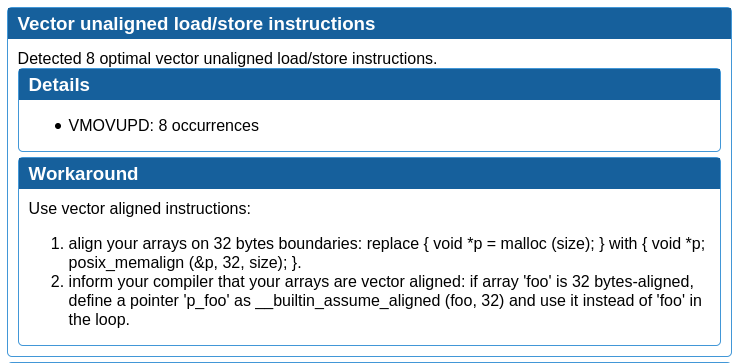 Vector unaligned load/store instructions
Detected 8 optimal vector unaligned load/store instructions.
Details
• VMOVUPD: 8 occurrences
Workaround
Use vector aligned instructions:
1. align your arrays on 32 bytes boundaries: replace { void *p = malloc (size); } with { void *p;
posix_memalign (&p, 32, size); }.
2. inform your compiler that your arrays are vector aligned: if array 'foo' is 32 bytes-aligned,
define a pointer 'p_foo' as __builtin_assume_aligned (foo, 32) and use it instead of 'foo' in
the loop.